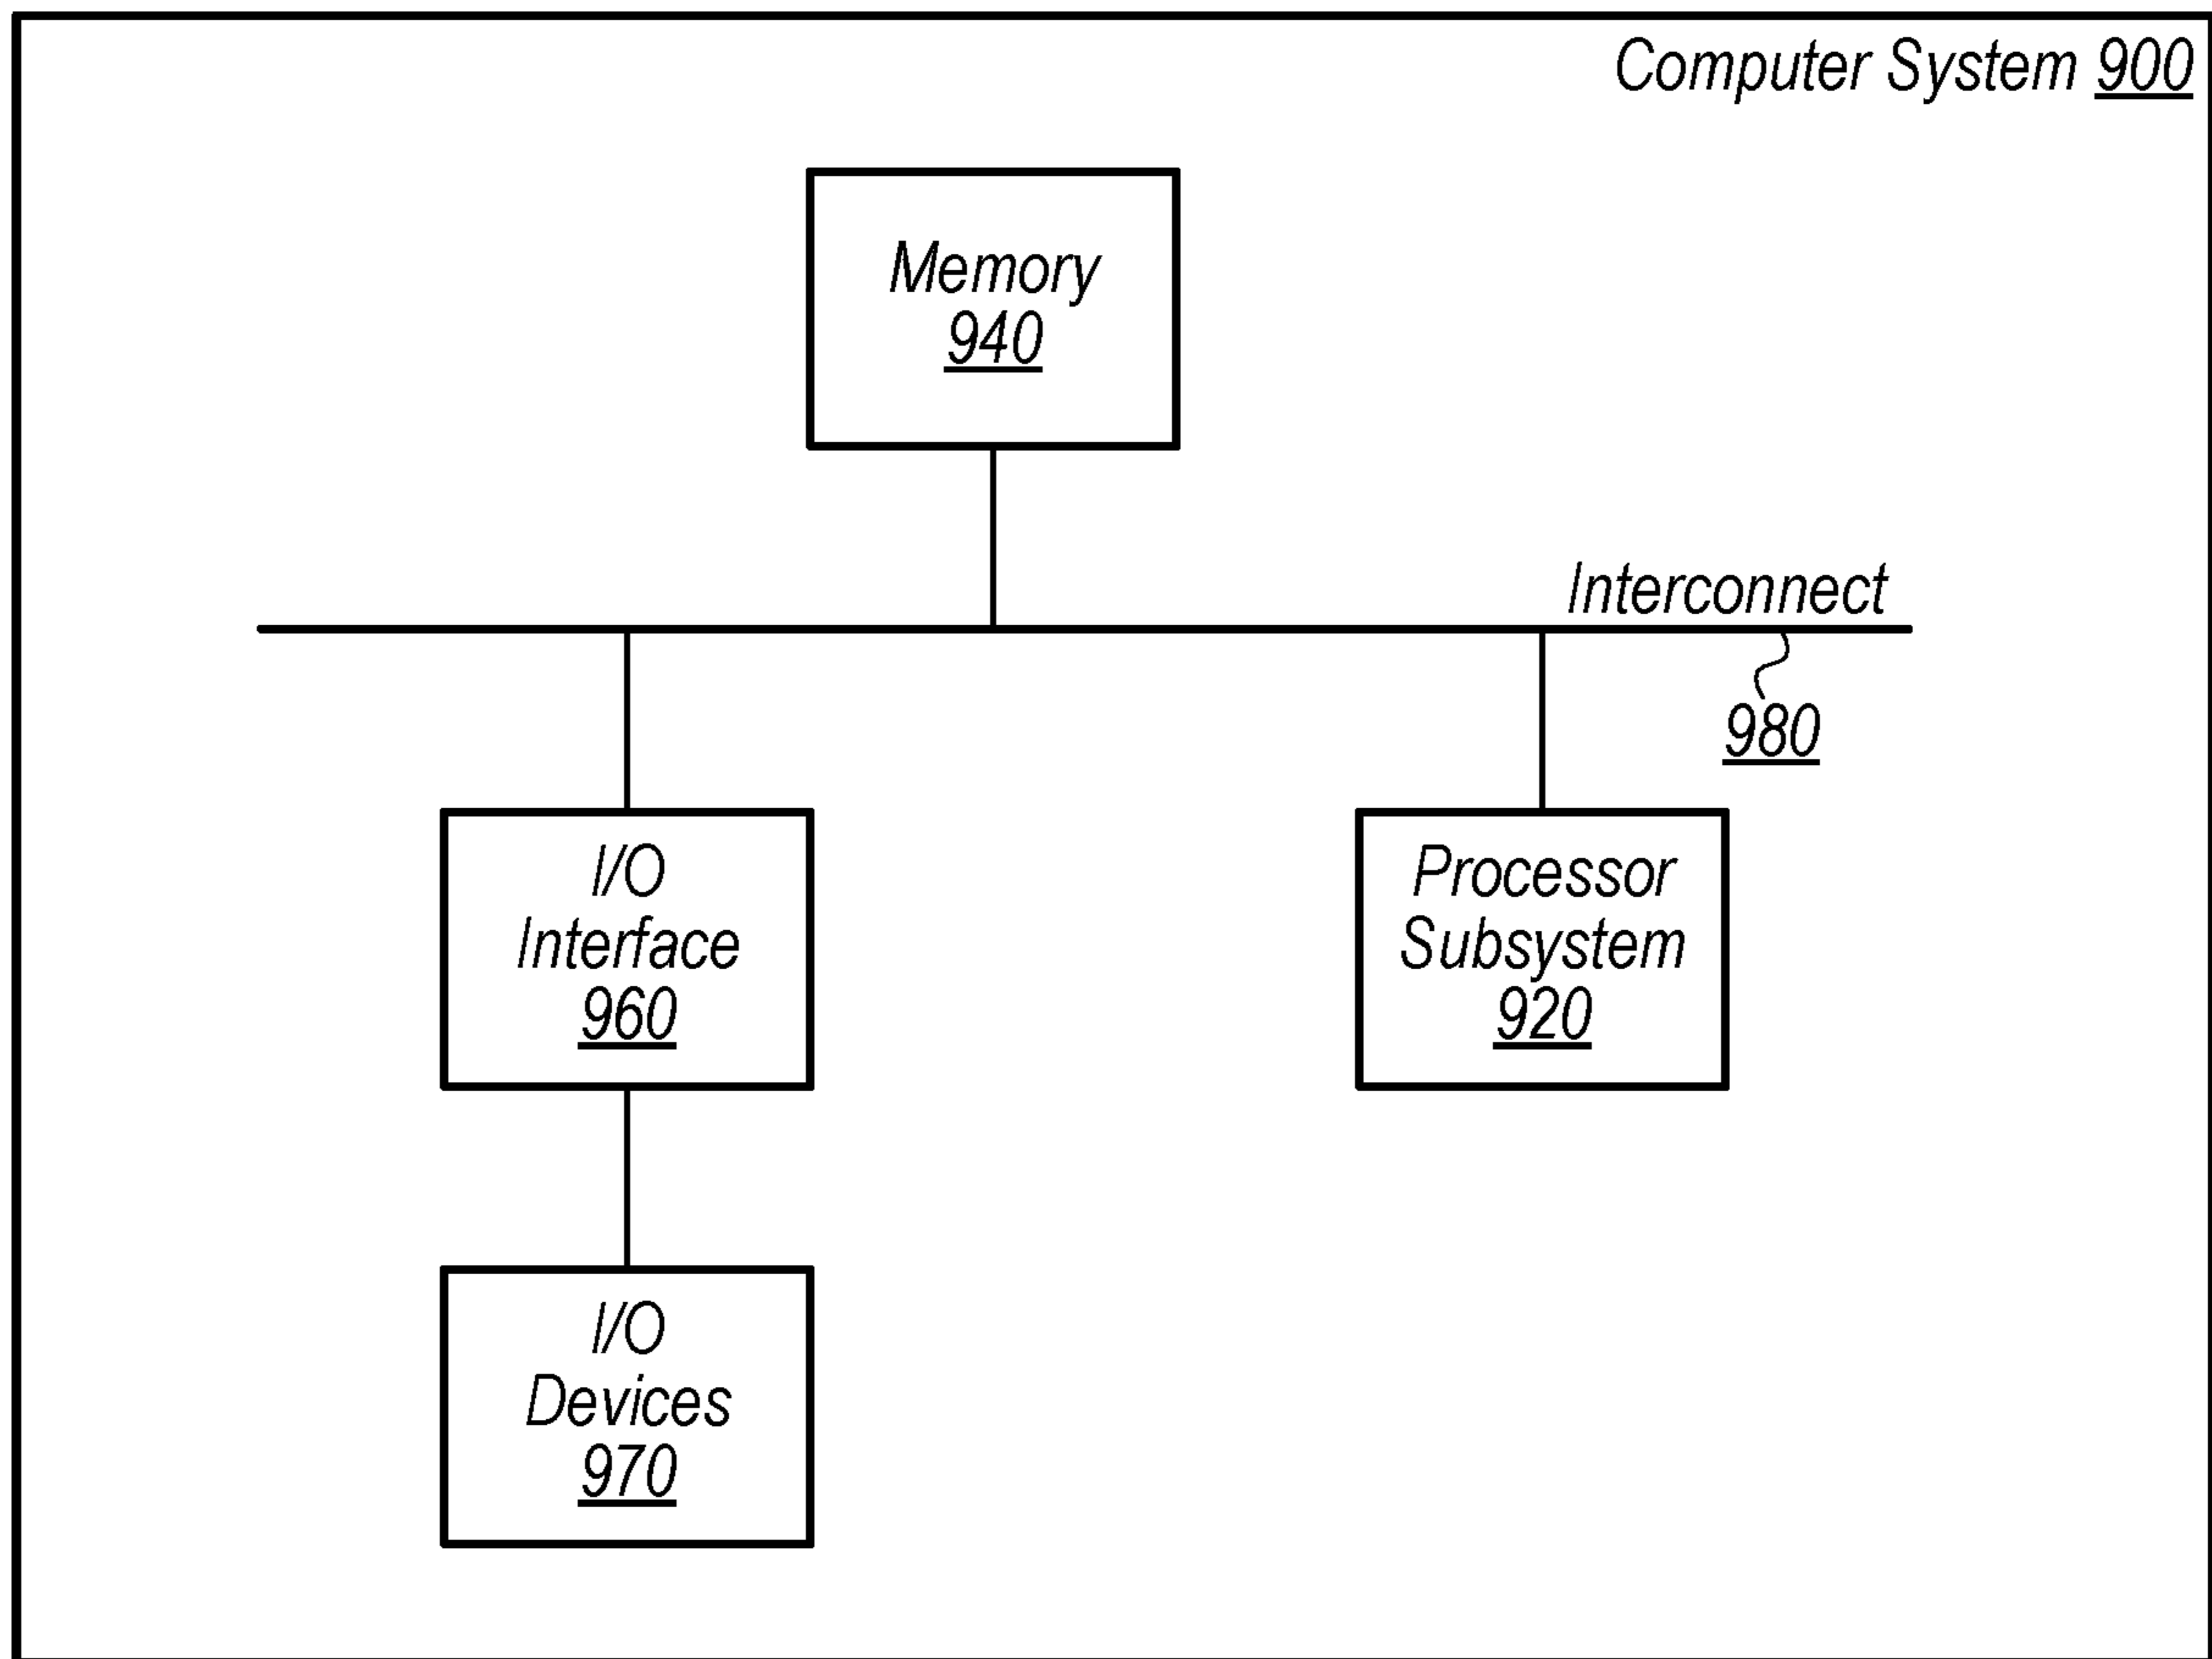 Computer System 900
Memory
940
Interconnect
980
I/O
Interface
960
Processor
Subsystem
920
I/O
Devices
970